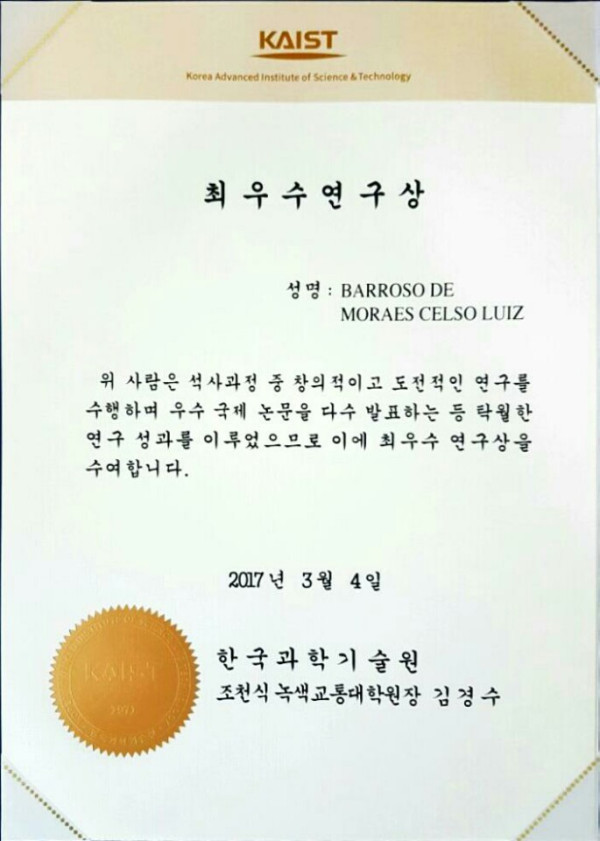 KAIST
Korea Advanced Institute of Science & Technology
최우수연구상
성명 : BARROSO DE
MORAES CELSO LUIZ
위 사람은 석사과정 중 창의적이고 도전적인 연구를
수행하며 우수 국제 논문을 다수 발표하는 등 탁월한
연구 성과를 이루었으므로 이에 최우수 연구상을
수여합니다.
2017년 3월 4일
한국과학기술원
조천식녹색교통대학원장 김경수
KAIST